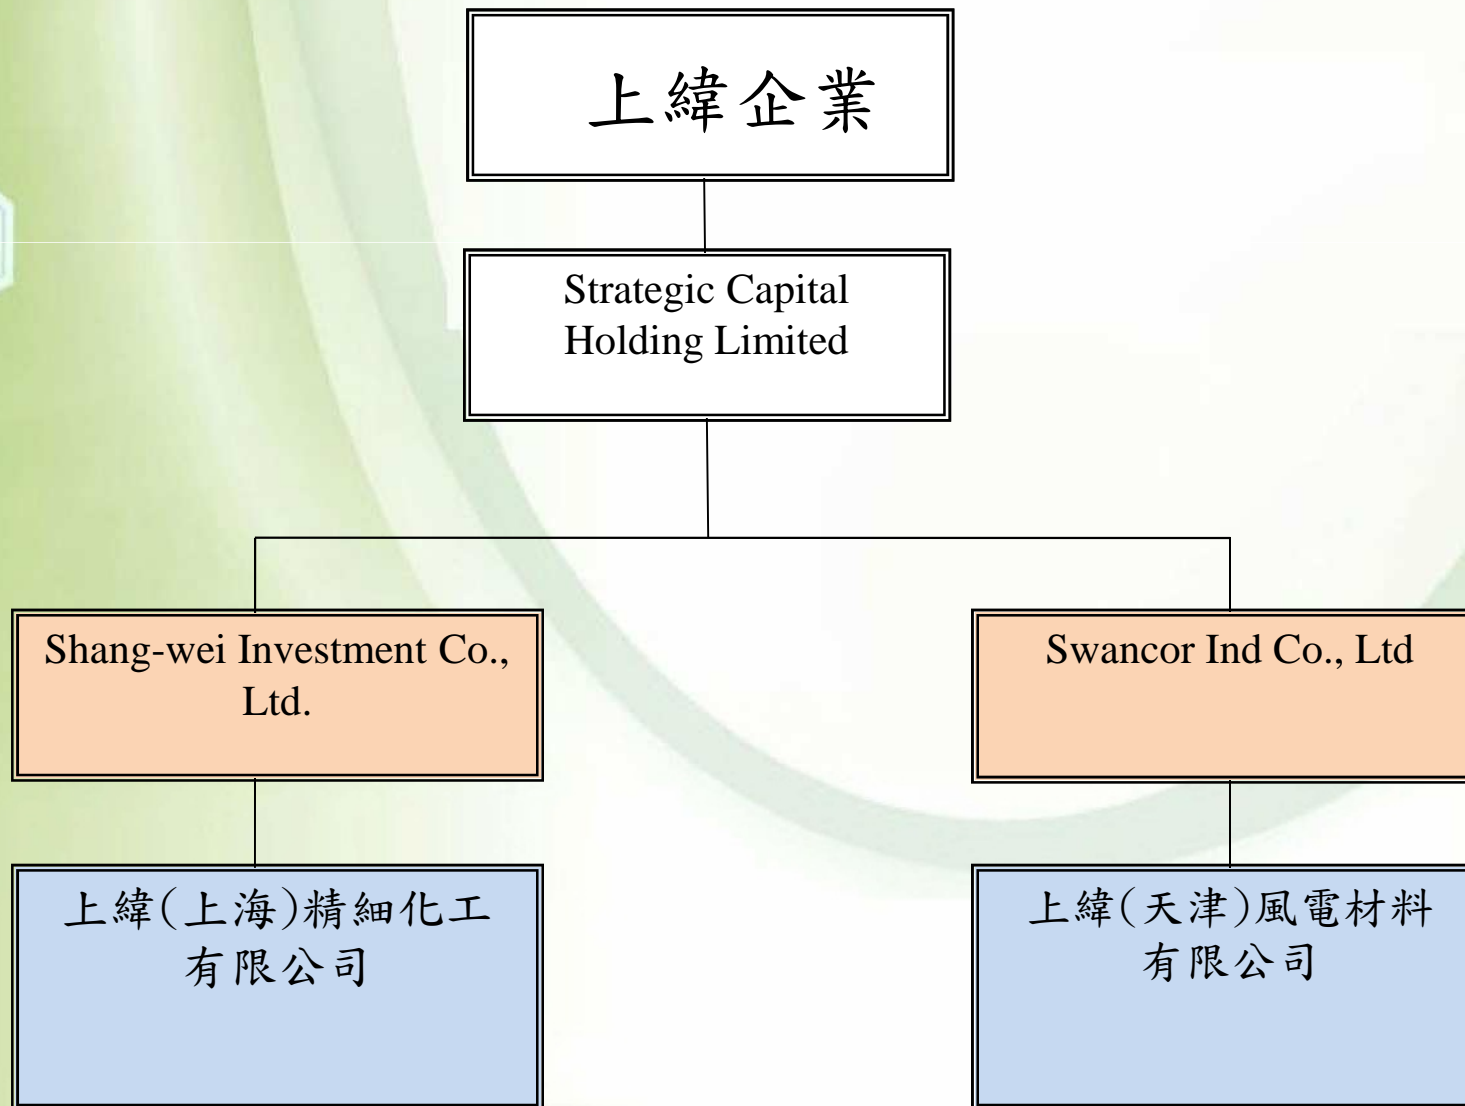 上緯企業
Strategic Capital
Holding Limited
Shang-wei Investment Co.,
Ltd.
Swancor Ind Co., Ltd
上緯(上海)精細化工
有限公司
上緯(天津)風電材料
有限公司